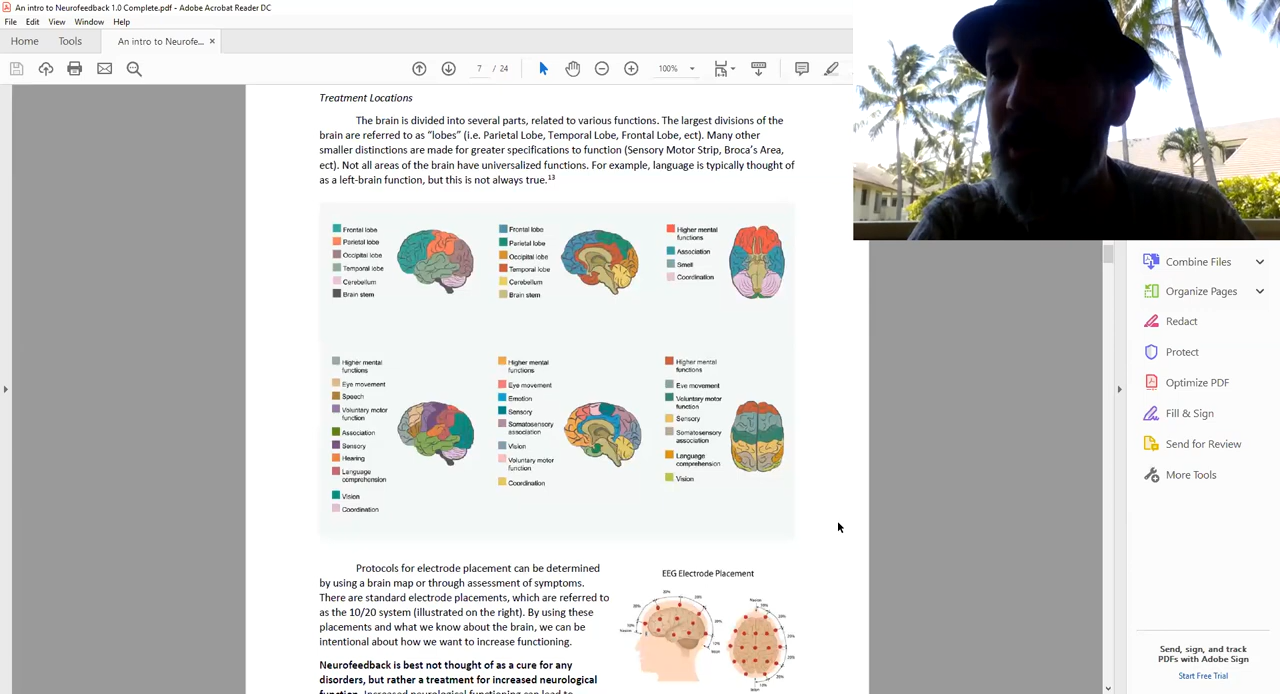 An intro to Neurofeedback 1.0 Complete.pdf - Adobe Acrobat Reader DC
File Edit View Window Help
Home Tools An intro to Neurofe... ×
7 / 24 100%
Treatment Locations
The brain is divided into several parts, related to various functions. The largest divisions of the
brain are referred to as “lobes” (i.e. Parietal Lobe, Temporal Lobe, Frontal Lobe, ect). Many other
smaller distinctions are made for greater specifications to function (Sensory Motor Strip, Broca’s Area,
ect). Not all areas of the brain have universalized functions. For example, language is typically thought of
as a left-brain function, but this is not always true.13
Frontal lobe
Parietal lobe
Occipital lobe
Temporal lobe
Cerebellum
Brain stem
Frontal lobe
Parietal lobe
Occipital lobe
Temporal lobe
Cerebellum
Brain stem
Higher mental
functions
Association
Smell
Coordination
Higher mental
functions
Eye movement
Speech
Voluntary motor
function
Association
Sensory
Hearing
Language
comprehension
Vision
Coordination
Higher mental
functions
Eye movement
Emotion
Sensory
Somatosensory
association
Vision
Voluntary motor
function
Coordination
Higher mental
functions
Eye movement
Voluntary motor
function
Sensory
Somatosensory
association
Language
comprehension
Vision
Protocols for electrode placement can be determined
by using a brain map or through assessment of symptoms.
There are standard electrode placements, which are referred to
as the 10/20 system (illustrated on the right). By using these
placements and what we know about the brain, we can be
intentional about how we want to increase functioning.
EEG Electrode Placement
Neurofeedback is best not thought of as a cure for any
disorders, but rather a treatment for increased neurological
function. Increased neurological functioning can lead to
Combine Files
Organize Pages
Redact
Protect
Optimize PDF
Fill & Sign
Send for Review
More Tools
Send, sign, and track
PDFs with Adobe Sign
Start Free Trial